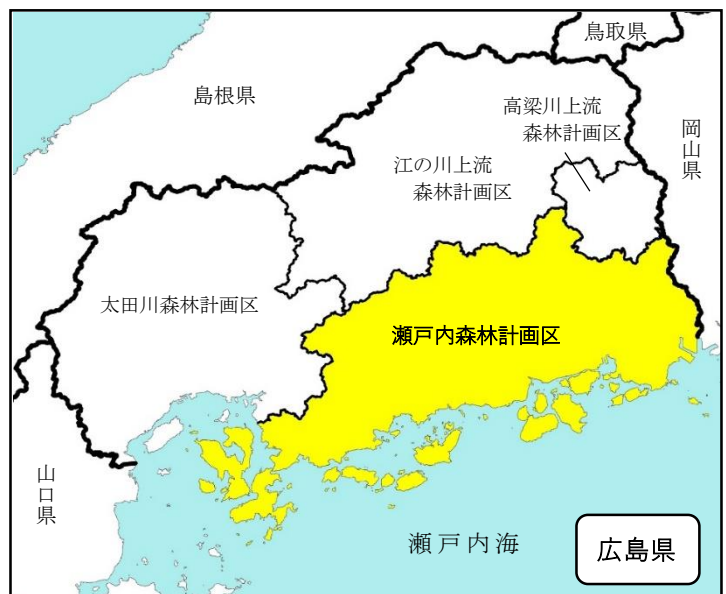 鳥取県
島根県
高梁川上流
森林計画区
岡山県
江の川上流
森林計画区
太田川森林計画区
瀬戸内森林計画区
山口県
瀬戸内海
広島県